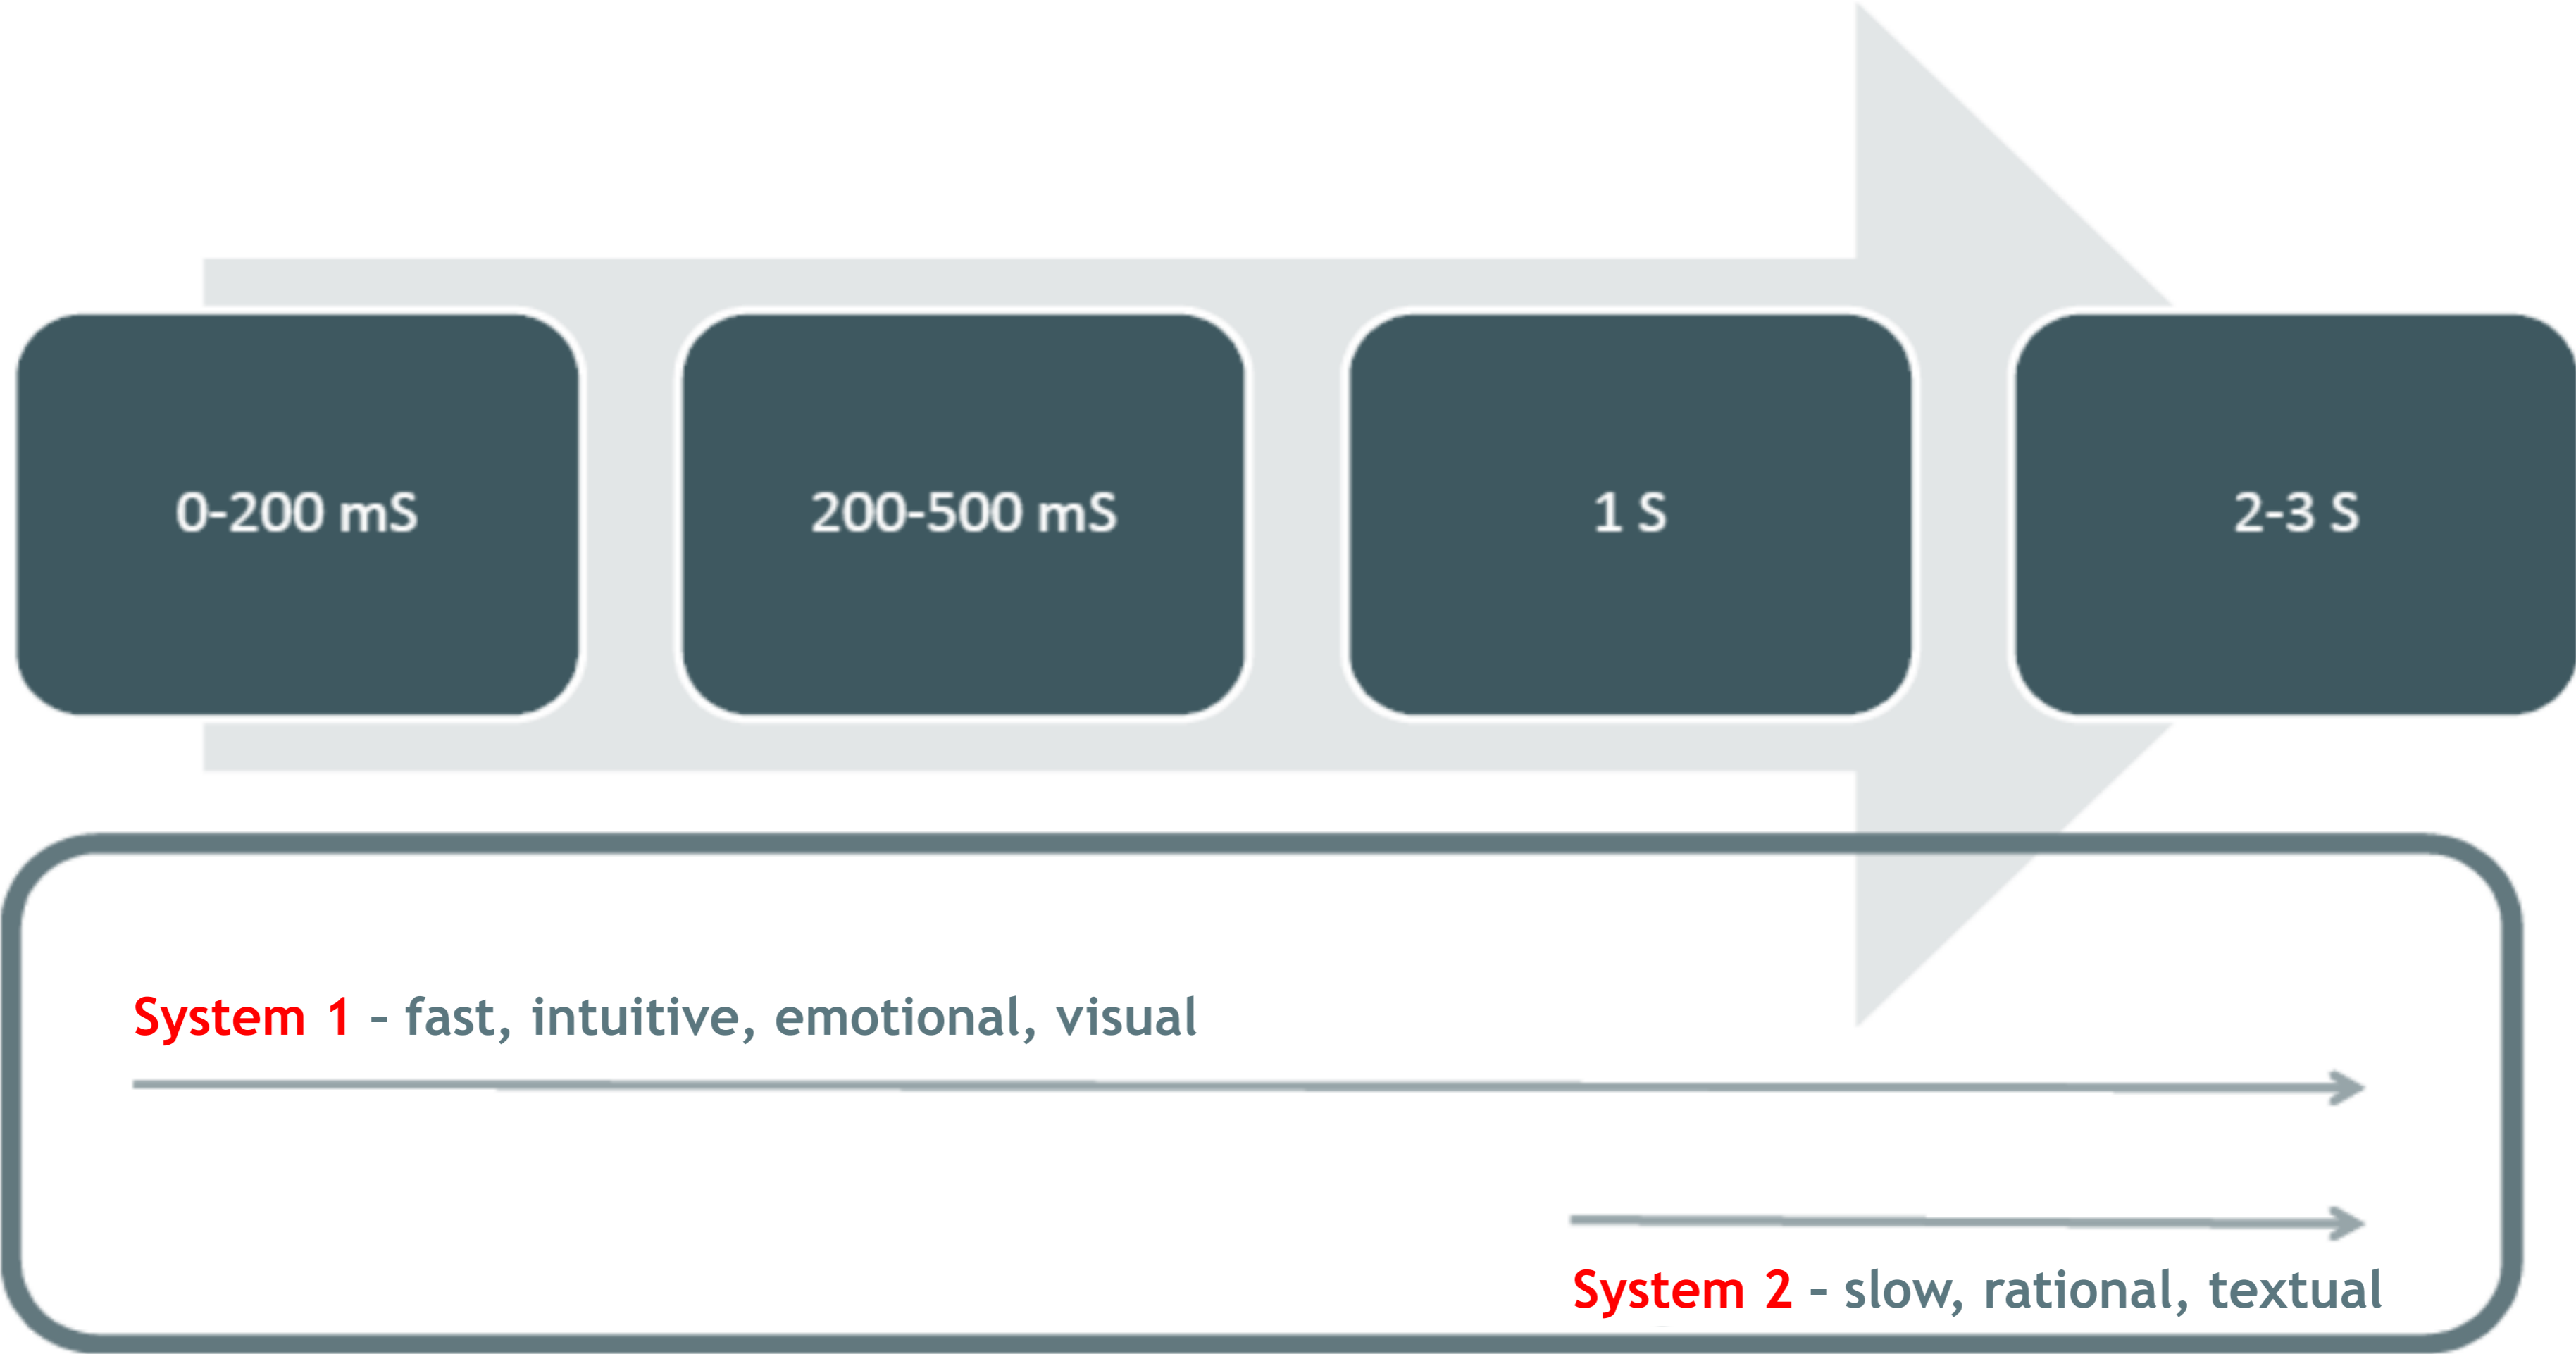 0-200 mS
200-500 mS
1 S
2-3 S
System 1 – fast, intuitive, emotional, visual
System 2 – slow, rational, textual